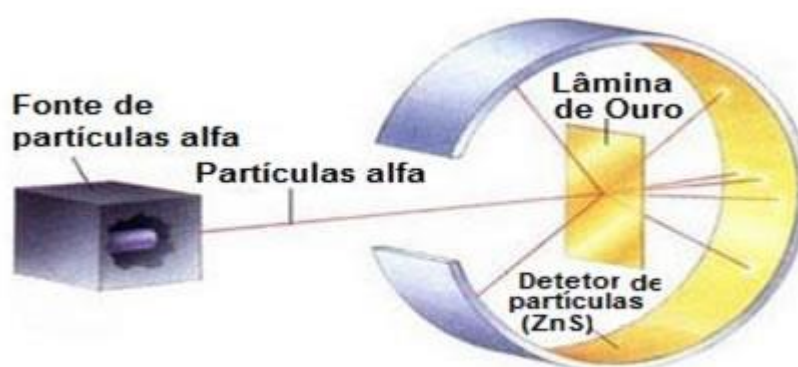 Fonte de
partículas alfa
Partículas alfa
Lâmina
de Ouro
Detetor de
partículas
(ZnS)